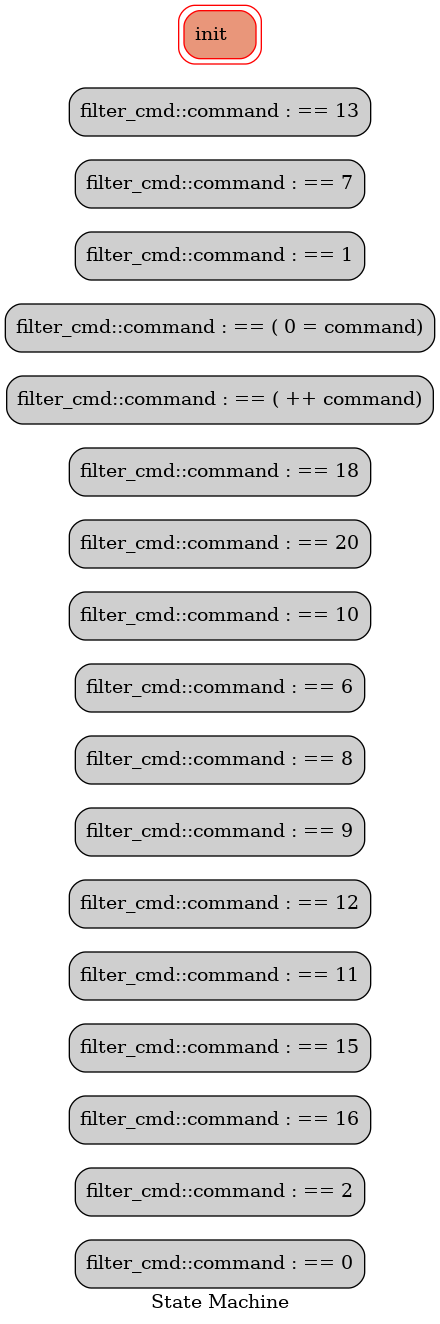 init
filter_cmd::command : == 13
filter_cmd::command : == 7
filter_cmd::command : == 1
filter_cmd::command : == ( 0 = command)
filter_cmd::command : == ( ++ command)
filter_cmd::command : == 18
filter_cmd::command : == 20
filter_cmd::command : == 10
filter_cmd::command : == 6
filter_cmd::command : == 8
filter_cmd::command : == 9
filter_cmd::command : == 12
filter_cmd::command : == 11
filter_cmd::command : == 15
filter_cmd::command : == 16
filter_cmd::command : == 2
filter_cmd::command : == 0
State Machine